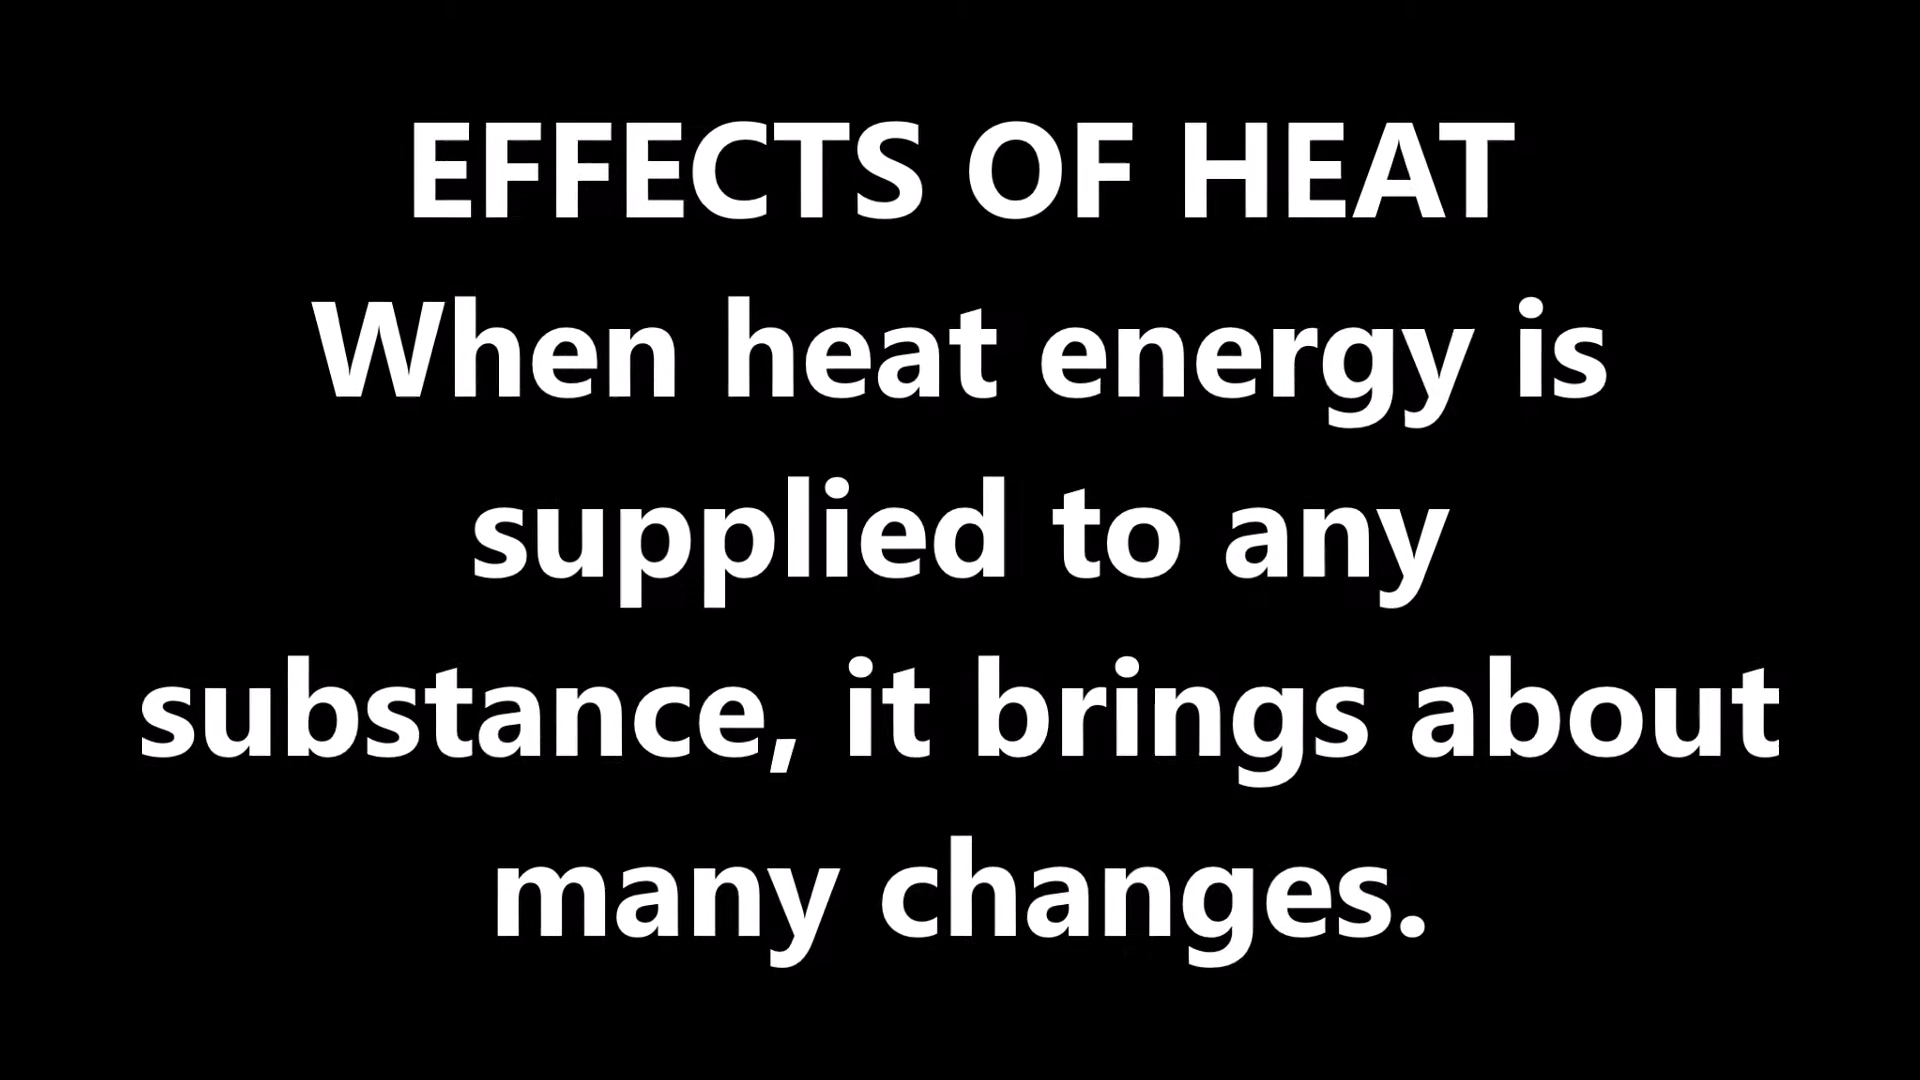 EFFECTS OF HEAT
When heat energy is
supplied to any
substance, it brings about
many changes.